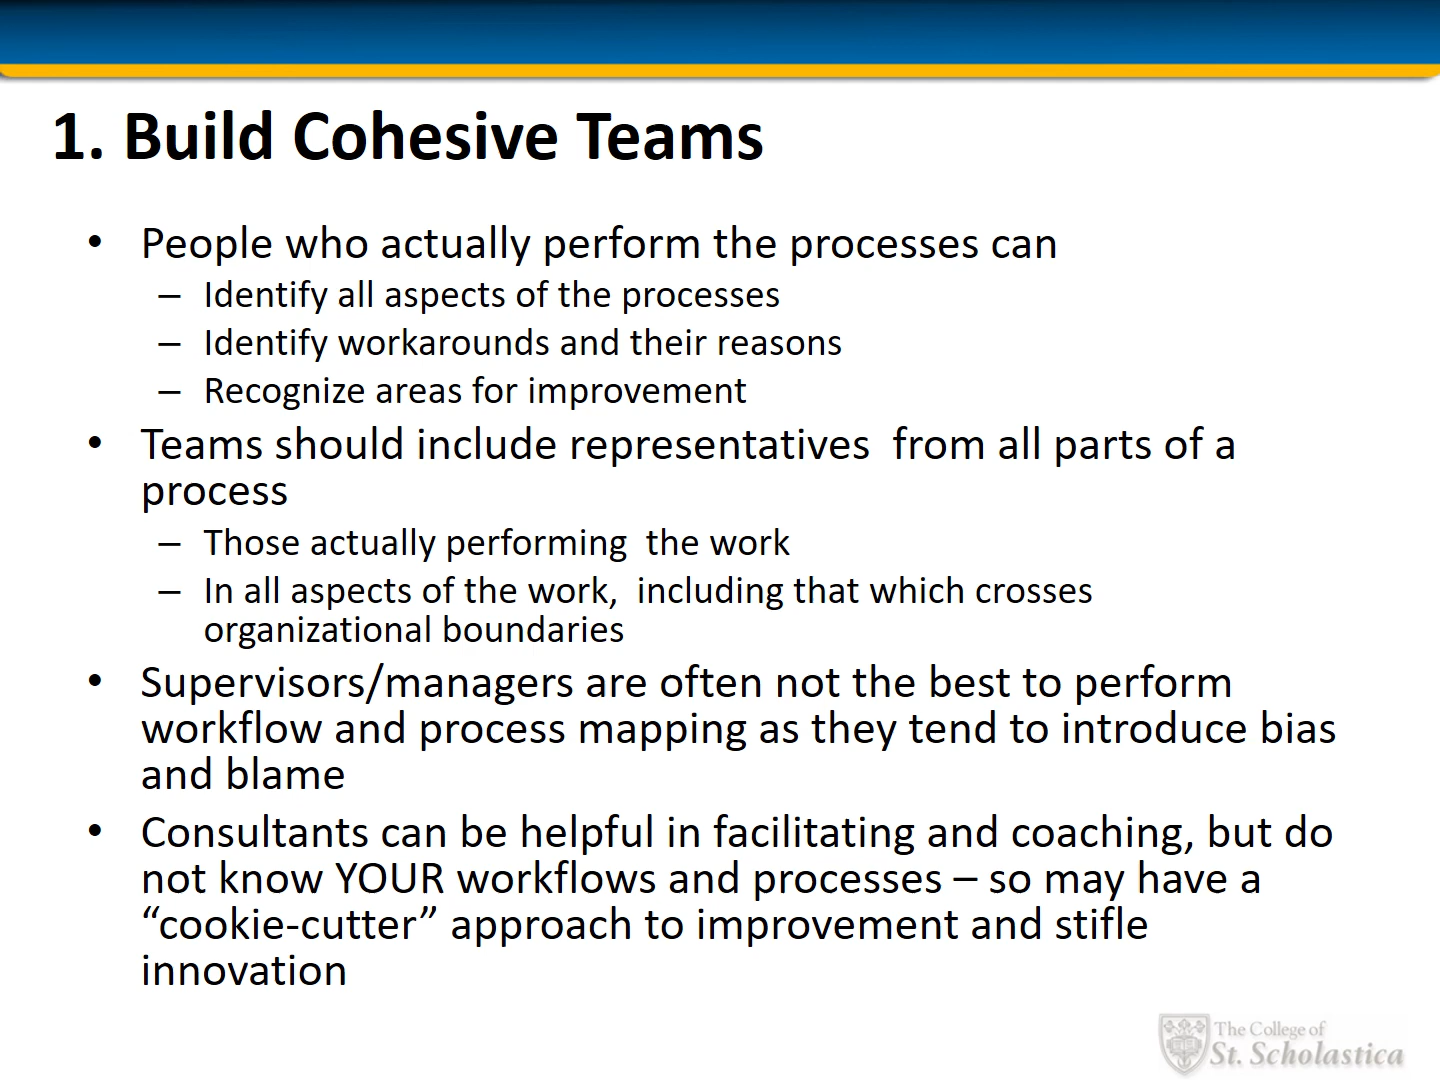 1. Build Cohesive Teams
• People who actually perform the processes can
– Identify all aspects of the processes
– Identify workarounds and their reasons
– Recognize areas for improvement
• Teams should include representatives  from all parts of a
process
– Those actually performing  the work
– In all aspects of the work,  including that which crosses
organizational boundaries
• Supervisors/managers are often not the best to perform
workflow and process mapping as they tend to introduce bias
and blame
• Consultants can be helpful in facilitating and coaching, but do
not know YOUR workflows and processes – so may have a
“cookie-cutter” approach to improvement and stifle
innovation
The College of
St. Scholastica